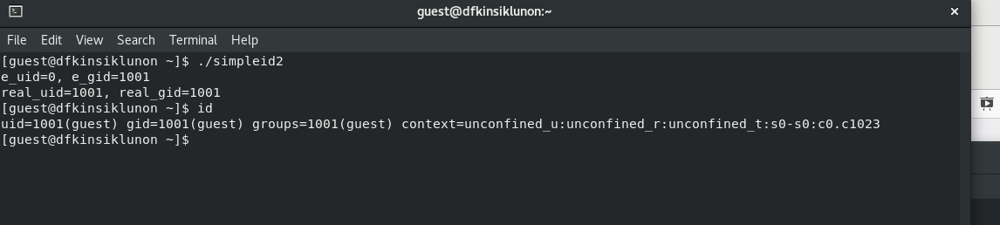 guest@dfkinsiklunon:~
File Edit View Search Terminal Help
[guest@dfkinsiklunon ~]$ ./simpleid2
e_uid=0, e_gid=1001
real_uid=1001, real_gid=1001
[guest@dfkinsiklunon ~]$ id
uid=1001(guest) gid=1001(guest) groups=1001(guest) context=unconfined_u:unconfined_r:unconfined_t:s0-s0:c0.c1023
[guest@dfkinsiklunon ~]$